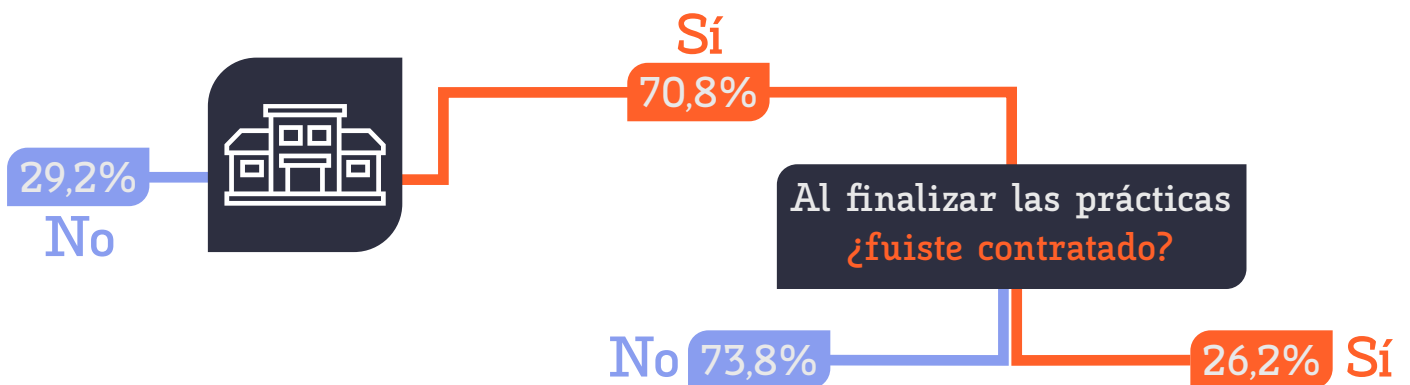 Sí
70,8%
29,2%
No
Al finalizar las prácticas
¿fuiste contratado?
No 73,8%
26,2% Sí